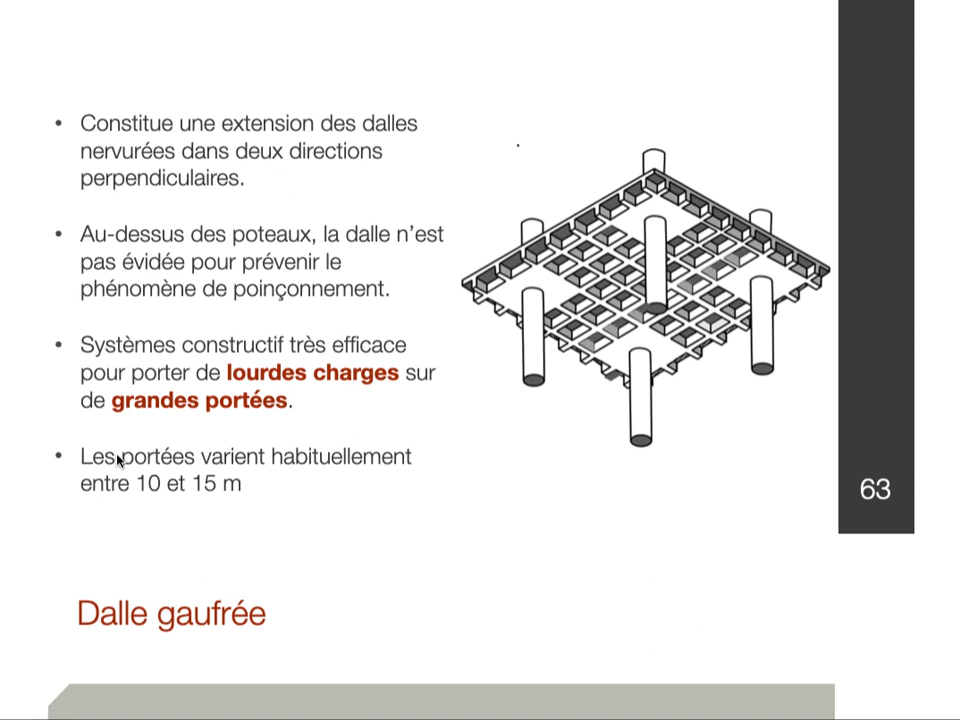 • Constitue une extension des dalles
nervurées dans deux directions
perpendiculaires.
• Au-dessus des poteaux, la dalle n’est
pas évidée pour prévenir le
phénomène de poinçonnement.
• Systèmes constructif très efficace
pour porter de lourdes charges sur
de grandes portées.
• Les portées varient habituellement
entre 10 et 15 m
63
Dalle gaufrée